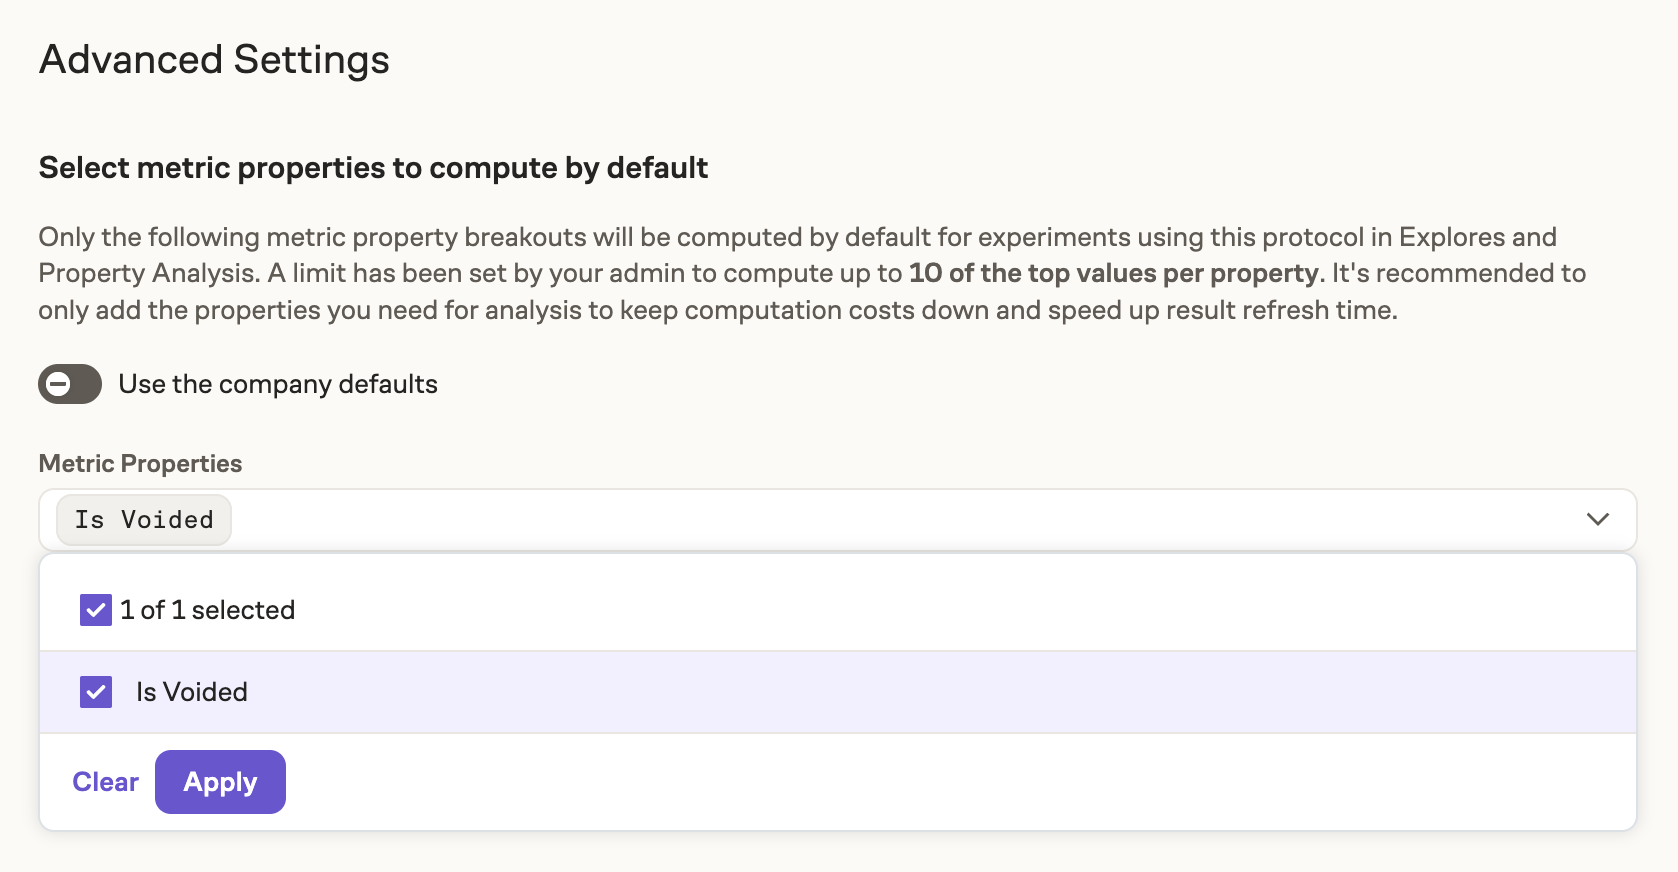 Advanced Settings
Select metric properties to compute by default
Only the following metric property breakouts will be computed by default for experiments using this protocol in Explores and
Property Analysis. A limit has been set by your admin to compute up to 10 of the top values per property. It's recommended to
only add the properties you need for analysis to keep computation costs down and speed up result refresh time.
Use the company defaults
Metric Properties
Is Voided
1 of 1 selected
Is Voided
Clear Apply